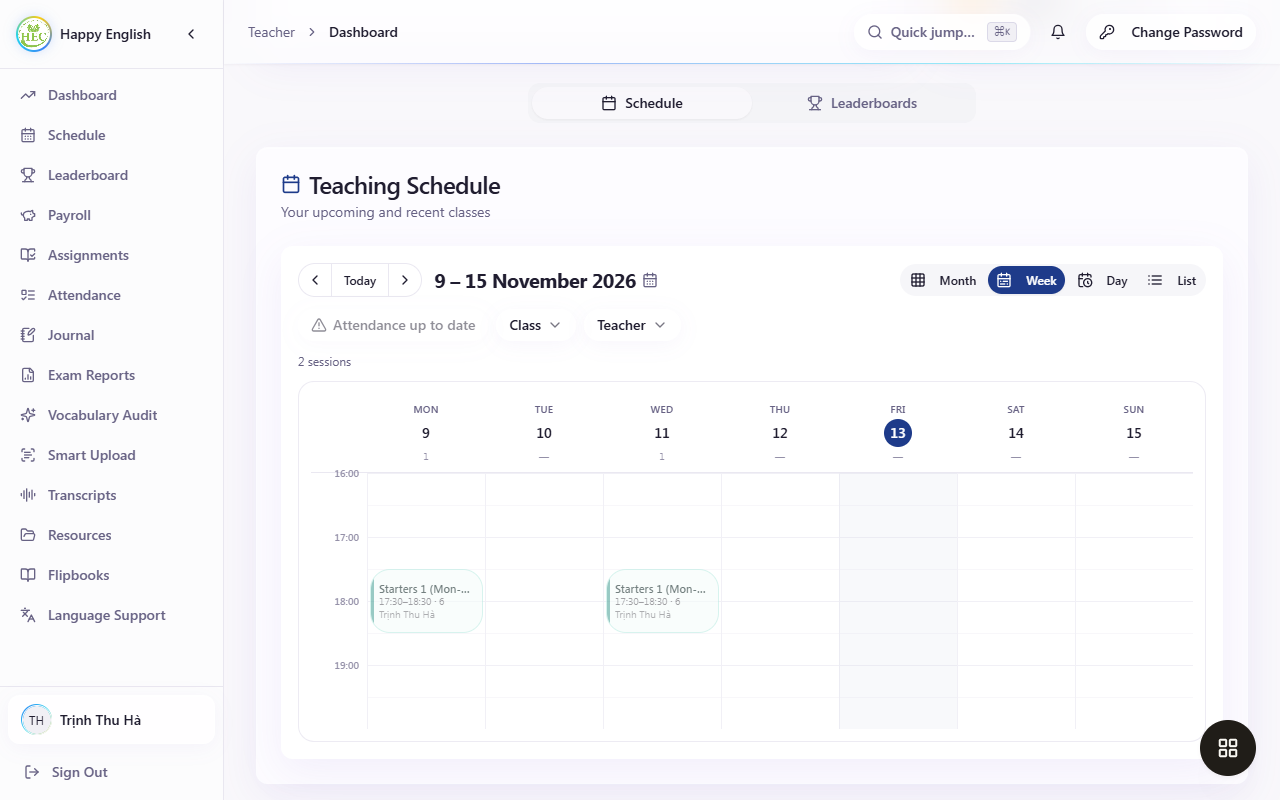 HEC
Happy English
Teacher
Dashboard
Quick jump...
⌘K
Change Password
Dashboard
Schedule
Leaderboard
Payroll
Assignments
Attendance
Journal
Exam Reports
Vocabulary Audit
Smart Upload
Transcripts
Resources
Flipbooks
Language Support
TH
Trịnh Thu Hà
Sign Out
Schedule
Leaderboards
Teaching Schedule
Your upcoming and recent classes
Today
9 – 15 November 2026
Month
Week
Day
List
Attendance up to date
Class
Teacher
2 sessions
MON
TUE
WED
THU
FRI
SAT
SUN
9
10
11
12
13
14
15
1
—
1
—
—
—
—
16:00
17:00
18:00
19:00
Starters 1 (Mon-...
17:30–18:30 · 6
Trịnh Thu Hà
Starters 1 (Mon-...
17:30–18:30 · 6
Trịnh Thu Hà